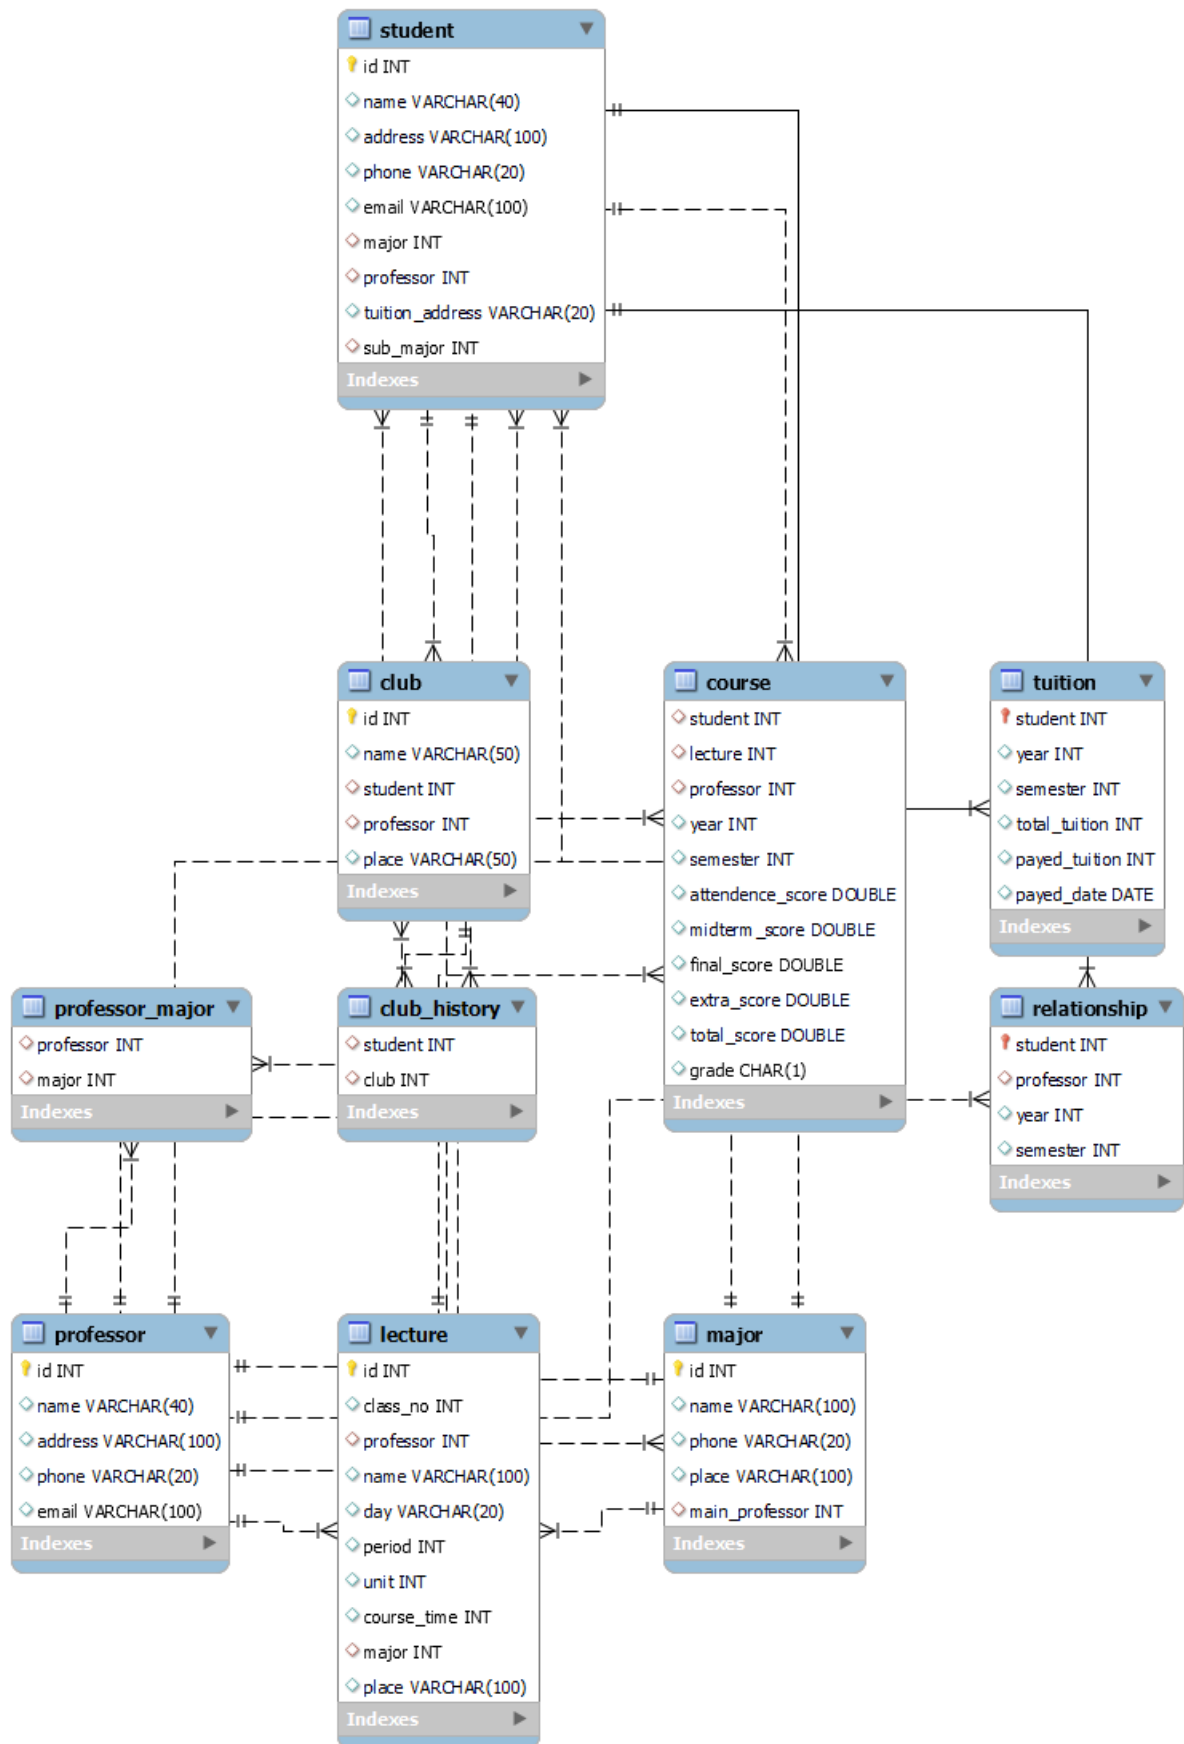 student
id INT
name VARCHAR(40)
address VARCHAR(100)
phone VARCHAR(20)
email VARCHAR(100)
major INT
professor INT
tuition_address VARCHAR(20)
sub_major INT
Indexes
club
id INT
name VARCHAR(50)
student INT
professor INT
place VARCHAR(50)
Indexes
course
student INT
lecture INT
professor INT
year INT
semester INT
attendence_score DOUBLE
midterm_score DOUBLE
final_score DOUBLE
extra_score DOUBLE
total_score DOUBLE
grade CHAR(1)
Indexes
tuition
student INT
year INT
semester INT
total_tuition INT
payed_tuition INT
payed_date DATE
Indexes
professor_major
professor INT
major INT
Indexes
club_history
student INT
club INT
Indexes
relationship
student INT
professor INT
year INT
semester INT
Indexes
professor
id INT
name VARCHAR(40)
address VARCHAR(100)
phone VARCHAR(20)
email VARCHAR(100)
Indexes
lecture
id INT
class_no INT
professor INT
name VARCHAR(100)
day VARCHAR(20)
period INT
unit INT
course_time INT
major INT
place VARCHAR(100)
Indexes
major
id INT
name VARCHAR(100)
phone VARCHAR(20)
place VARCHAR(100)
main_professor INT
Indexes